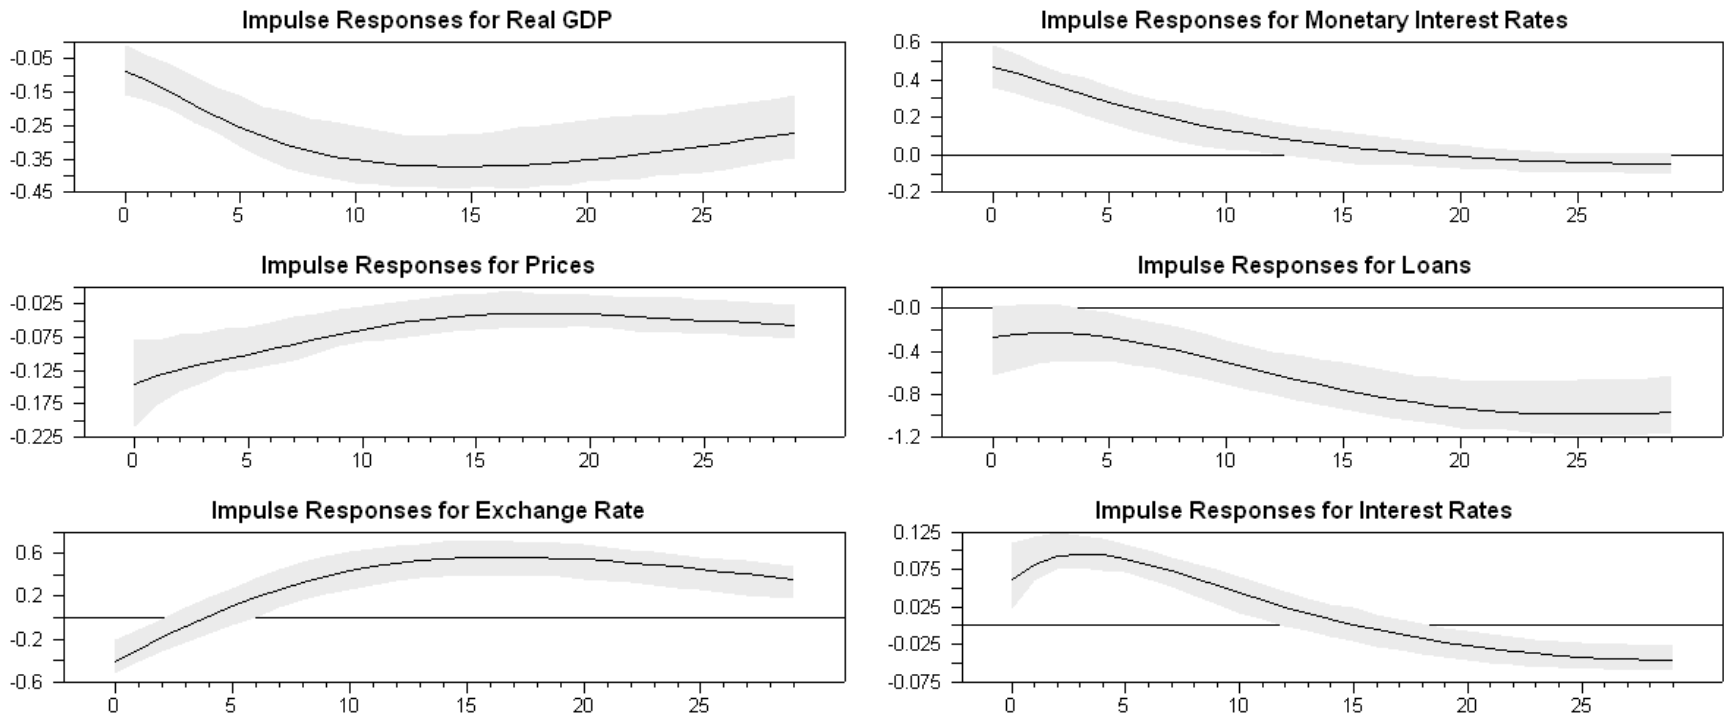 Impulse Responses for Real GDP
-0.05
-0.15
-0.25
-0.35
-0.45
0 5 10 15 20 25
Impulse Responses for Monetary Interest Rates
0.6
0.4
0.2
0.0
-0.2
0 5 10 15 20 25
Impulse Responses for Prices
-0.025
-0.075
-0.125
-0.175
-0.225
0 5 10 15 20 25
Impulse Responses for Loans
-0.0
-0.4
-0.8
-1.2
0 5 10 15 20 25
Impulse Responses for Exchange Rate
0.6
0.2
-0.2
-0.6
0 5 10 15 20 25
Impulse Responses for Interest Rates
0.125
0.075
0.025
-0.025
-0.075
0 5 10 15 20 25